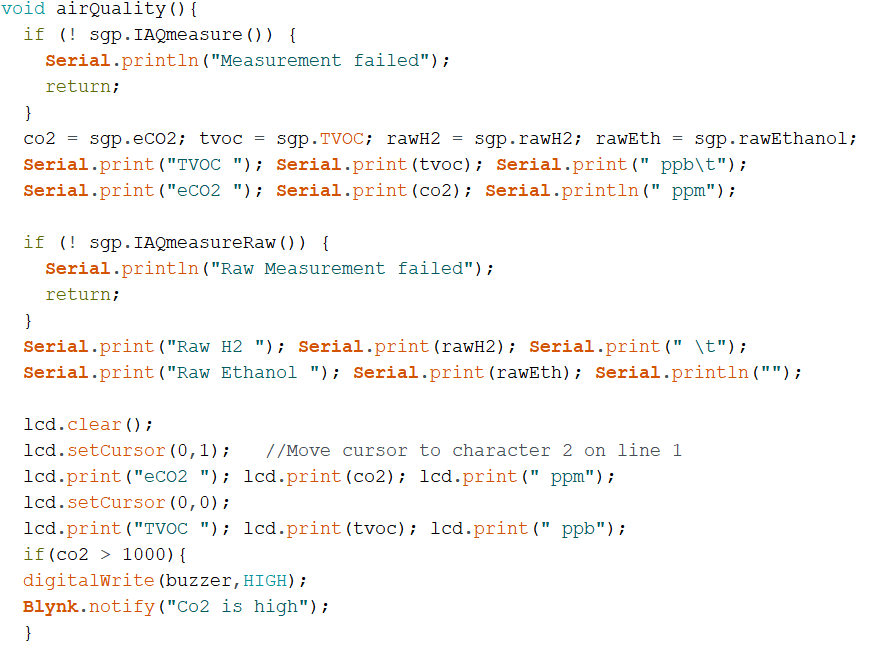 void airQuality(){
  if (! sgp.IAQmeasure()) {
    Serial.println("Measurement failed");
    return;
  }
  co2 = sgp.eCO2; tvoc = sgp.TVOC; rawH2 = sgp.rawH2; rawEth = sgp.rawEthanol;
  Serial.print("TVOC "); Serial.print(tvoc); Serial.print(" ppb\t");
  Serial.print("eCO2 "); Serial.print(co2); Serial.println(" ppm");

  if (! sgp.IAQmeasureRaw()) {
    Serial.println("Raw Measurement failed");
    return;
  }
  Serial.print("Raw H2 "); Serial.print(rawH2); Serial.print(" \t");
  Serial.print("Raw Ethanol "); Serial.print(rawEth); Serial.println("");

  lcd.clear();
  lcd.setCursor(0,1);   //Move cursor to character 2 on line 1
  lcd.print("eCO2 "); lcd.print(co2); lcd.print(" ppm");
  lcd.setCursor(0,0);
  lcd.print("TVOC "); lcd.print(tvoc); lcd.print(" ppb");
  if(co2 > 1000){
  digitalWrite(buzzer,HIGH);
  Blynk.notify("Co2 is high");
  }